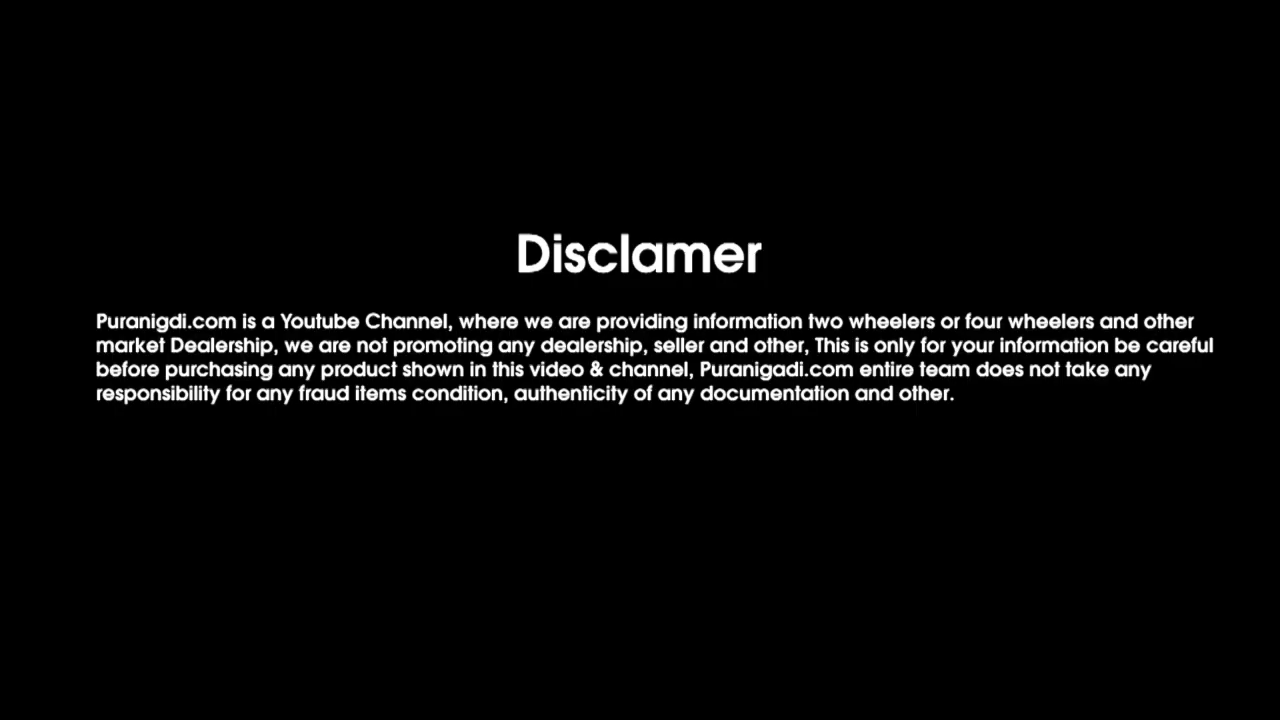 Disclamer
Puranigdi.com is a Youtube Channel, where we are providing information two wheelers or four wheelers and other
market Dealership, we are not promoting any dealership, seller and other, This is only for your information be careful
before purchasing any product shown in this video & channel, Puranigadi.com entire team does not take any
responsibility for any fraud items condition, authenticity of any documentation and other.